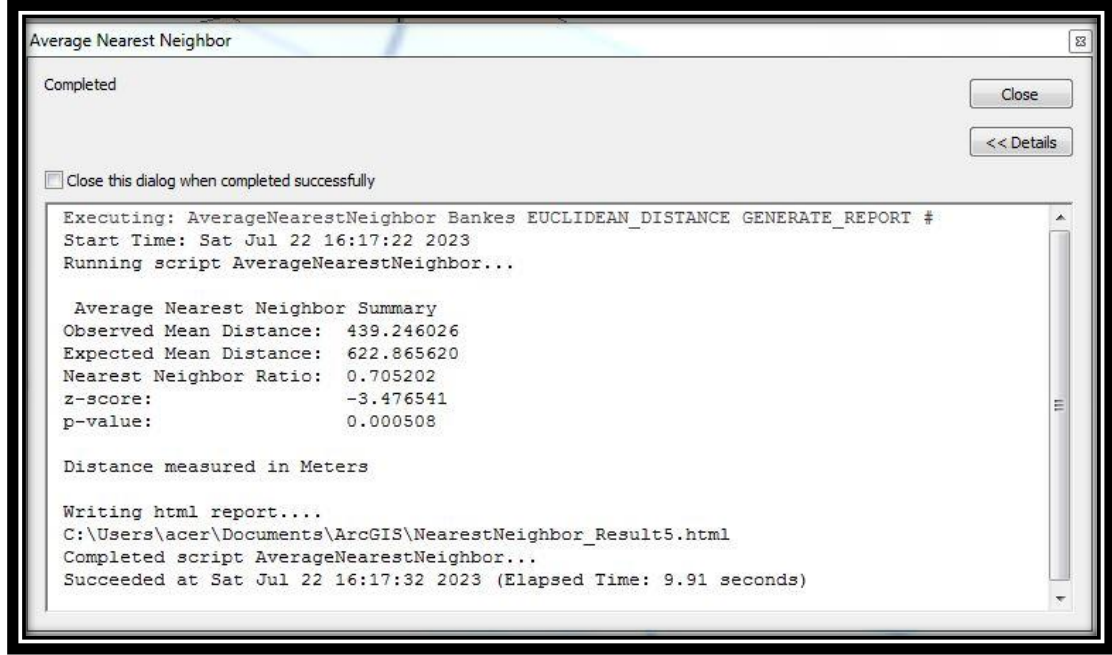 Average Nearest Neighbor
Completed
Close
<< Details
Close this dialog when completed successfully
Executing: AverageNearestNeighbor Bankes EUCLIDEAN_DISTANCE GENERATE_REPORT #
Start Time: Sat Jul 22 16:17:22 2023
Running script AverageNearestNeighbor...
Average Nearest Neighbor Summary
Observed Mean Distance: 439.246026
Expected Mean Distance: 622.865620
Nearest Neighbor Ratio: 0.705202
z-score: -3.476541
p-value: 0.000508
Distance measured in Meters
Writing html report....
C:\Users\acer\Documents\ArcGIS\NearestNeighbor_Result5.html
Completed script AverageNearestNeighbor...
Succeeded at Sat Jul 22 16:17:32 2023 (Elapsed Time: 9.91 seconds)